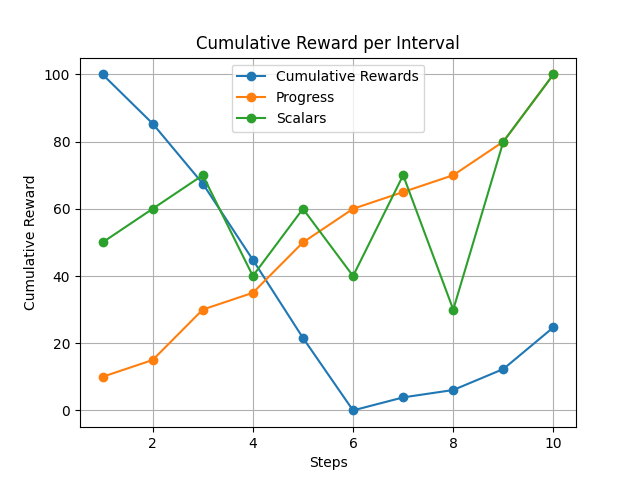 Cumulative Reward per Interval
Cumulative Rewards
Progress
Scalars
Cumulative Reward
100
80
60
40
20
0
2 4 6 8 10
Steps